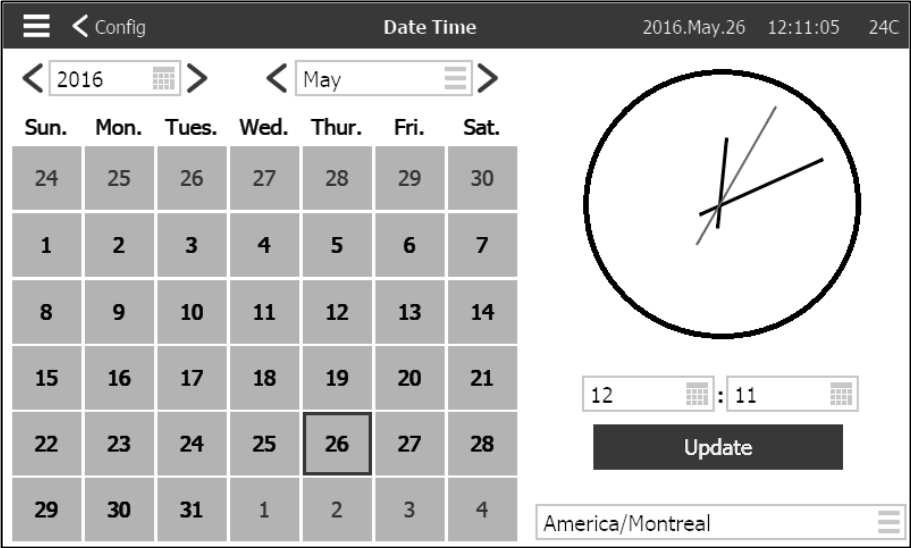 Config Date Time 2016.May.26 12:11:05 24C
2016 May
Sun. Mon. Tues. Wed. Thur. Fri. Sat.
24 25 26 27 28 29 30
1 2 3 4 5 6 7
8 9 10 11 12 13 14
15 16 17 18 19 20 21
22 23 24 25 26 27 28
29 30 31 1 2 3 4
12 : 11
Update
America/Montreal